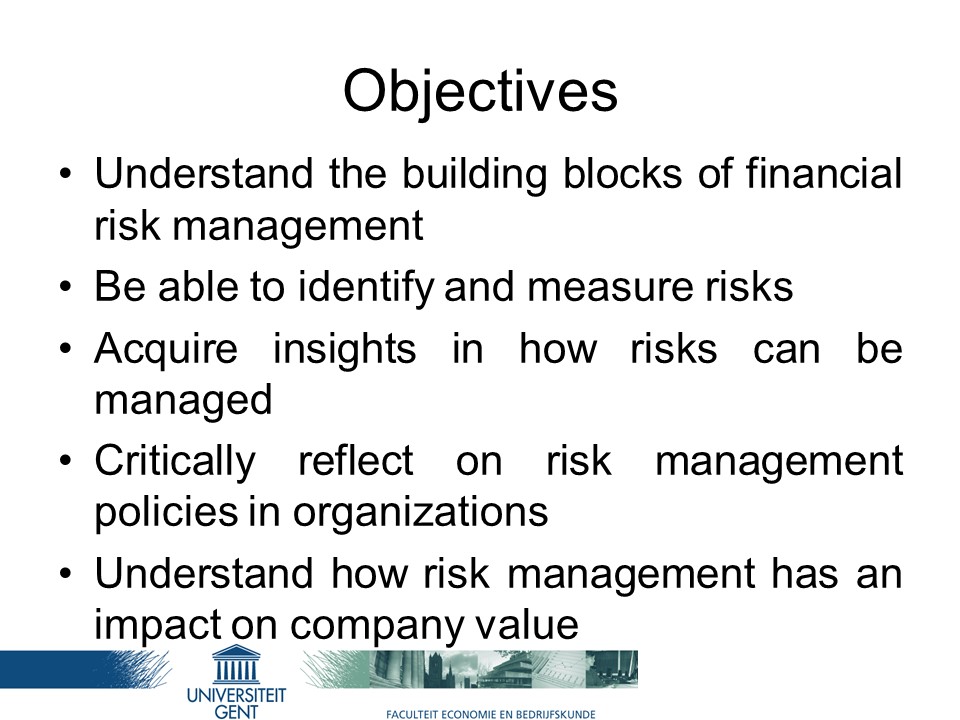 Objectives
• Understand the building blocks of financial
risk management
• Be able to identify and measure risks
• Acquire insights in how risks can be
managed
• Critically reflect on risk management
policies in organizations
• Understand how risk management has an
impact on company value
UNIVERSITEIT
GENT
FACULTEIT ECONOMIE EN BEDRIJFSKUNDE